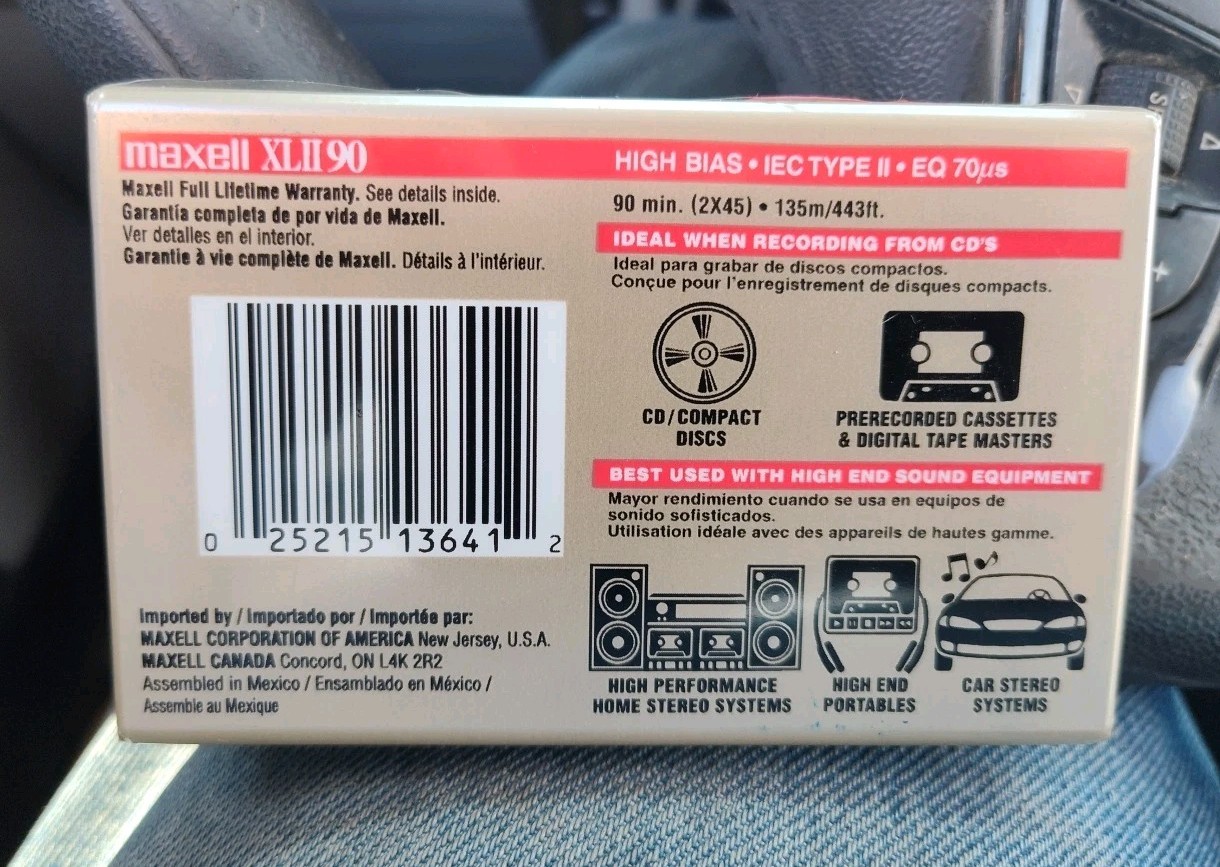 maxell XLII 90
HIGH BIAS • IEC TYPE II • EQ 70µs
Maxell Full Lifetime Warranty. See details inside.
Garantía completa de por vida de Maxell.
Ver detalles en el interior.
Garantie à vie complète de Maxell. Détails à l'intérieur.
90 min. (2X45) • 135m/443ft.
IDEAL WHEN RECORDING FROM CD'S
Ideal para grabar de discos compactos.
Conçue pour l'enregistrement de disques compacts.
CD/COMPACT
DISCS
PRERECORDED CASSETTES
& DIGITAL TAPE MASTERS
BEST USED WITH HIGH END SOUND EQUIPMENT
Mayor rendimiento cuando se usa en equipos de
sonido sofisticados.
Utilisation idéale avec des appareils de hautes gamme.
HIGH PERFORMANCE
HOME STEREO SYSTEMS
HIGH END
PORTABLES
CAR STEREO
SYSTEMS
0 25215 13641 2
Imported by / Importado por / Importée par:
MAXELL CORPORATION OF AMERICA New Jersey, U.S.A.
MAXELL CANADA Concord, ON L4K 2R2
Assembled in Mexico / Ensamblado en México /
Assemble au Mexique